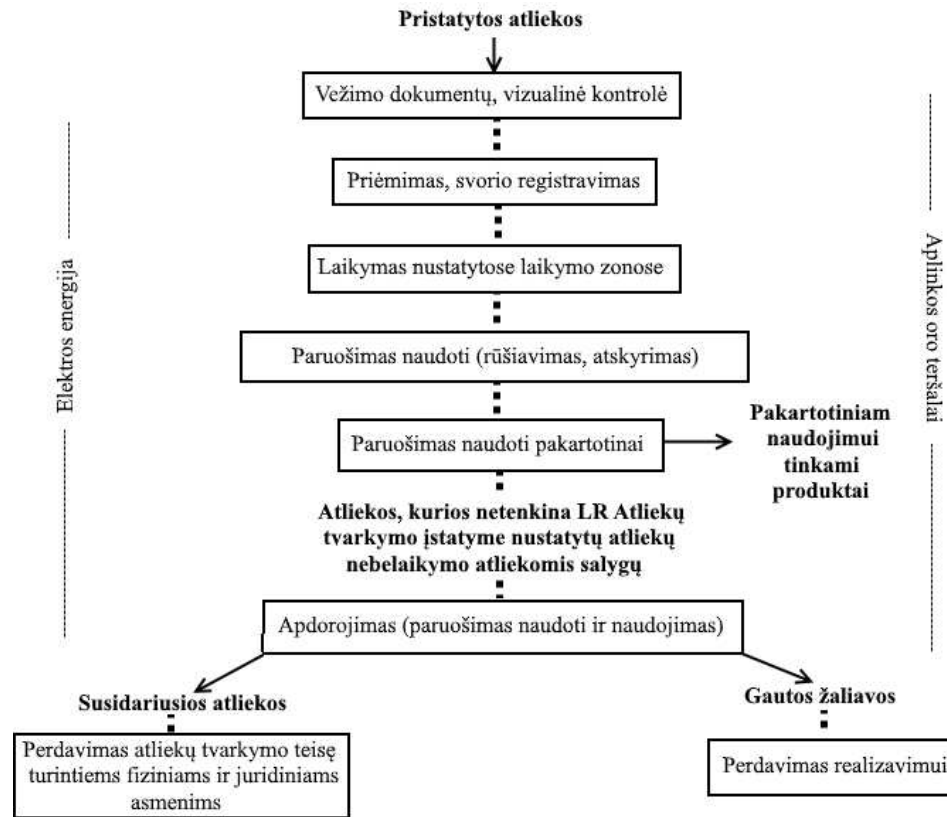 Pristatytos atliekos
Vežimo dokumentų, vizualinė kontrolė
Priėmimas, svorio registravimas
Laikymas nustatytose laikymo zonose
Elektros energija
Aplinkos oro teršalai
Paruošimas naudoti (rūšiavimas, atskyrimas)
Paruošimas naudoti pakartotinai
Pakartotiniam
naudojimui
tinkami
produktai
Atliekos, kurios netenkina LR Atliekų
tvarkymo įstatyme nustatytų atliekų
nebelaikymo atliekomis salygų
Apdorojimas (paruošimas naudoti ir naudojimas)
Susidariusios atliekos
Gautos žaliavos
Perdavimas atliekų tvarkymo teisę
turintiems fiziniams ir juridiniams
asmenims
Perdavimas realizavimui